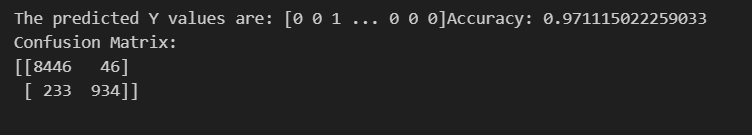 The predicted Y values are: [0 0 1 ... 0 0 0]Accuracy: 0.971115022259033
Confusion Matrix:
[[8446   46]
 [ 233  934]]